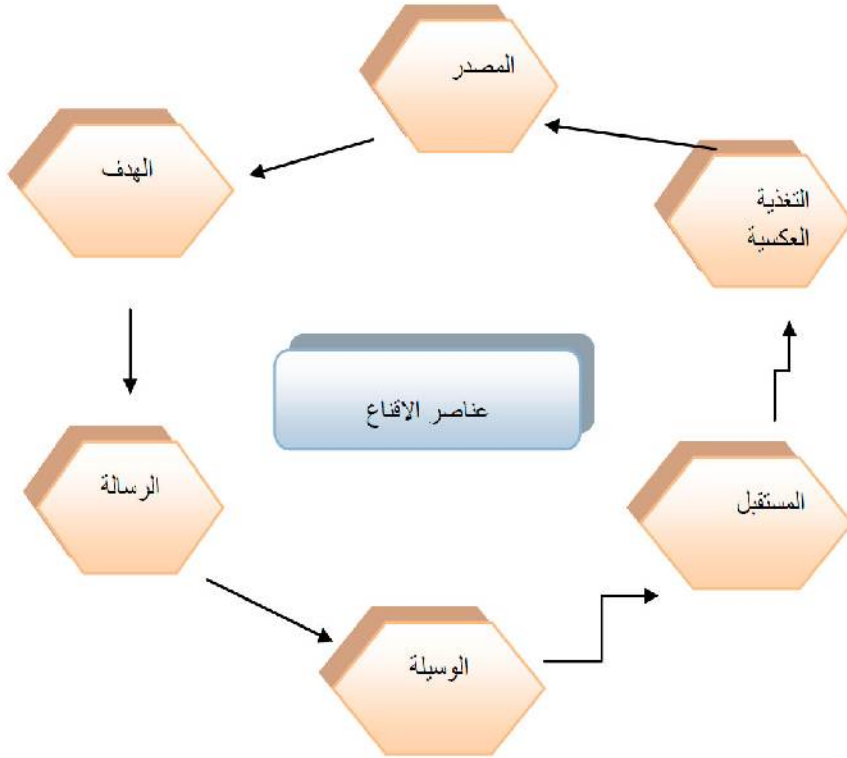 المصدر
الهدف
التغذية
العكسية
عناصر الاقناع
الرسالة
المستقبل
الوسيلة